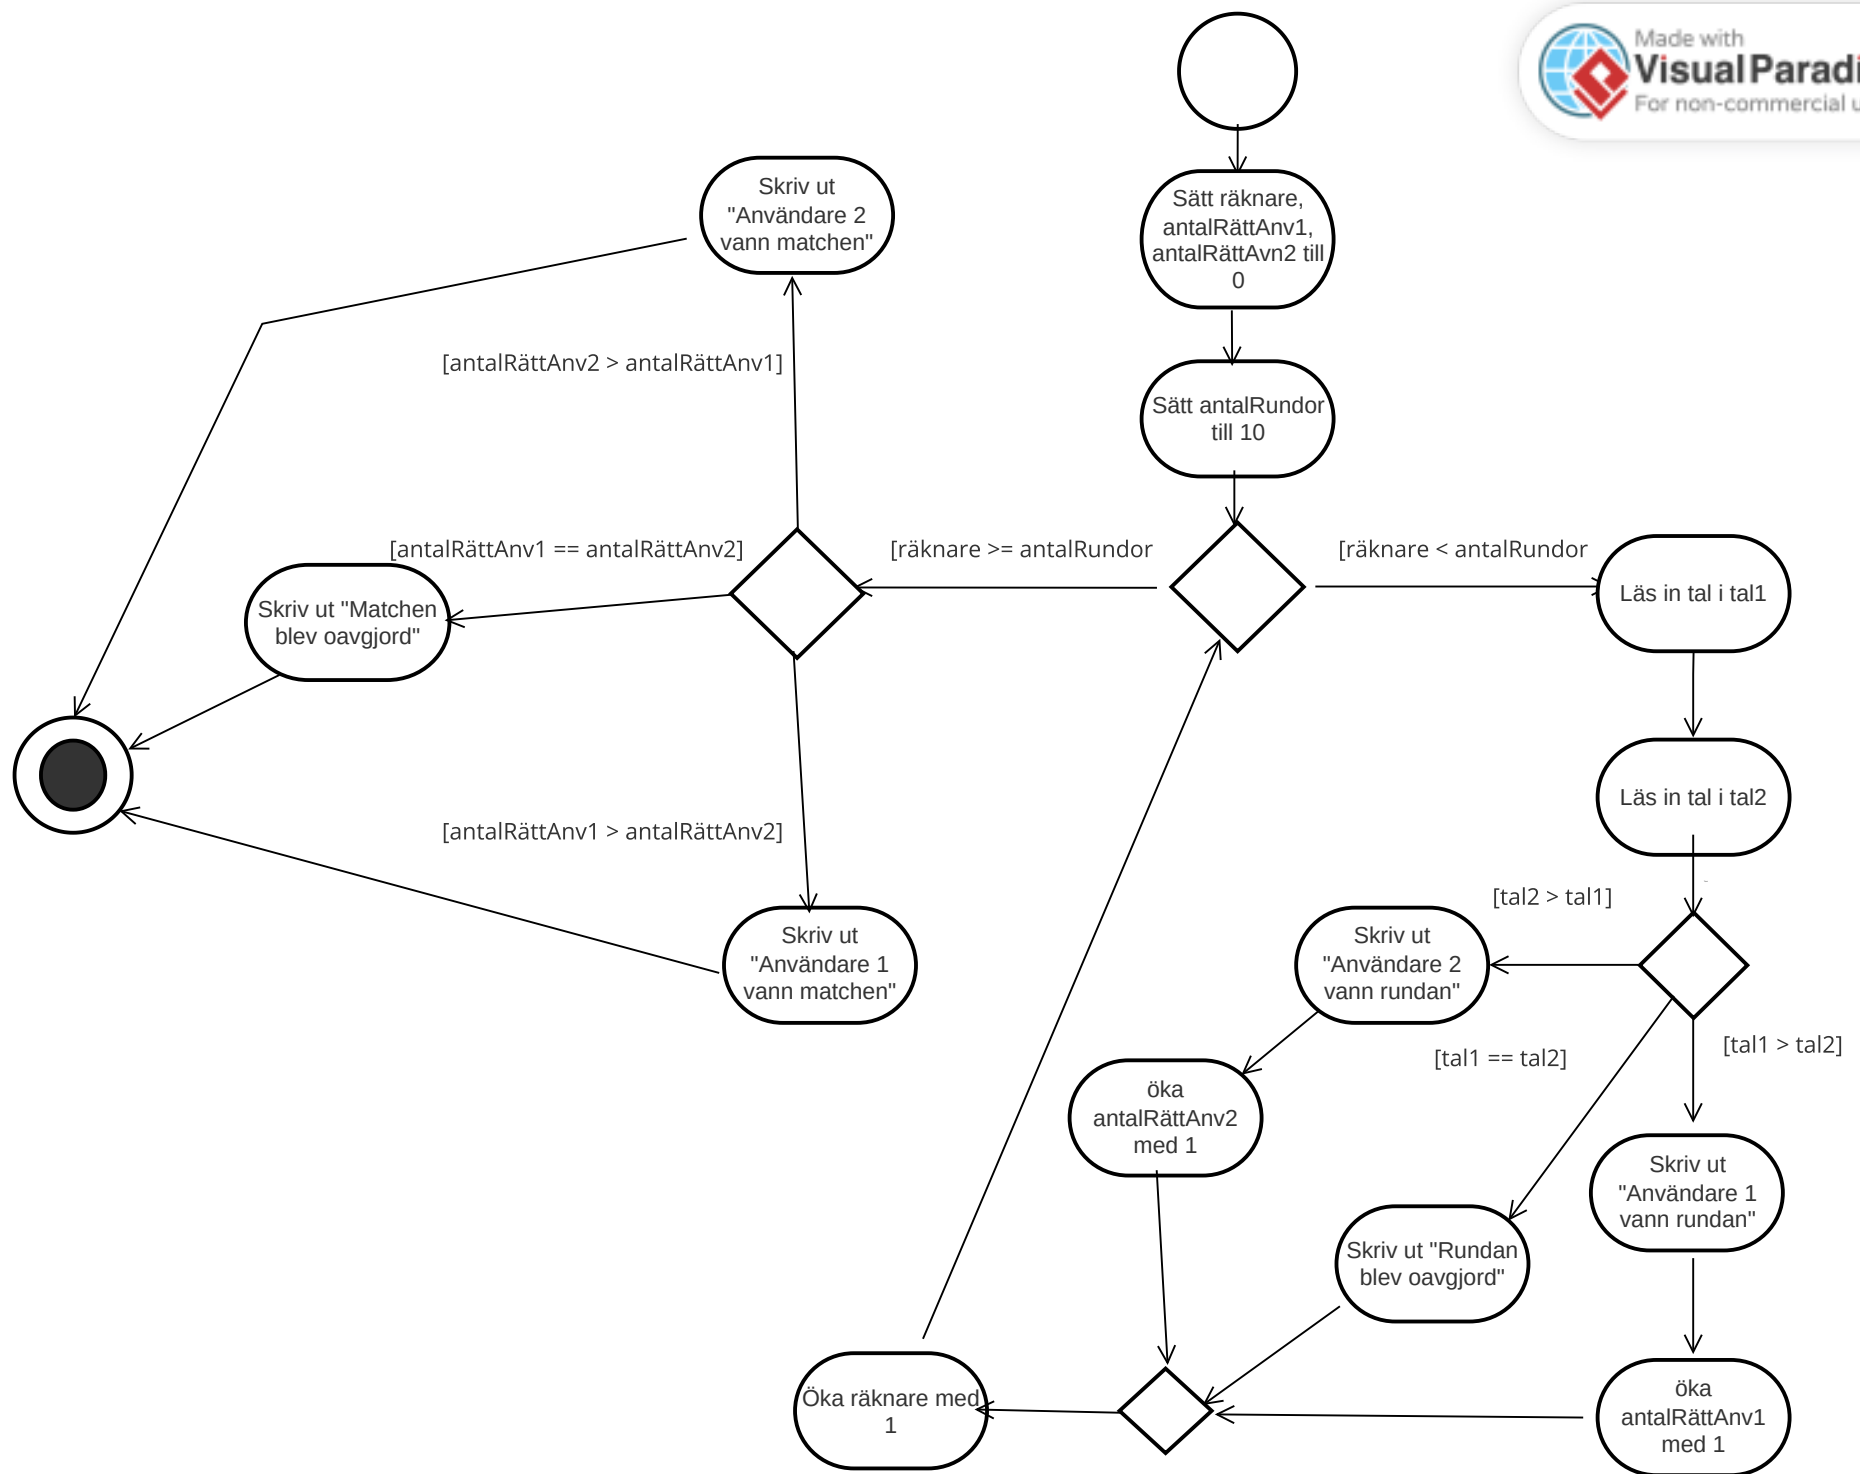 Made with
Visual Paradi
For non-commercial u
Sätt räknare,
antalRättAnv1,
antalRättAvn2 till
0
Sätt antalRundor
till 10
Skriv ut
"Användare 2
vann matchen"
[antalRättAnv2 > antalRättAnv1]
[antalRättAnv1 == antalRättAnv2]
[räknare >= antalRundor
[räknare < antalRundor
Skriv ut "Matchen
blev oavgjord"
Läs in tal i tal1
Läs in tal i tal2
[antalRättAnv1 > antalRättAnv2]
Skriv ut
"Användare 1
vann matchen"
[tal2 > tal1]
Skriv ut
"Användare 2
vann rundan"
[tal1 == tal2]
[tal1 > tal2]
öka
antalRättAnv2
med 1
Skriv ut
"Användare 1
vann rundan"
Skriv ut "Rundan
blev oavgjord"
Öka räknare med
1
öka
antalRättAnv1
med 1